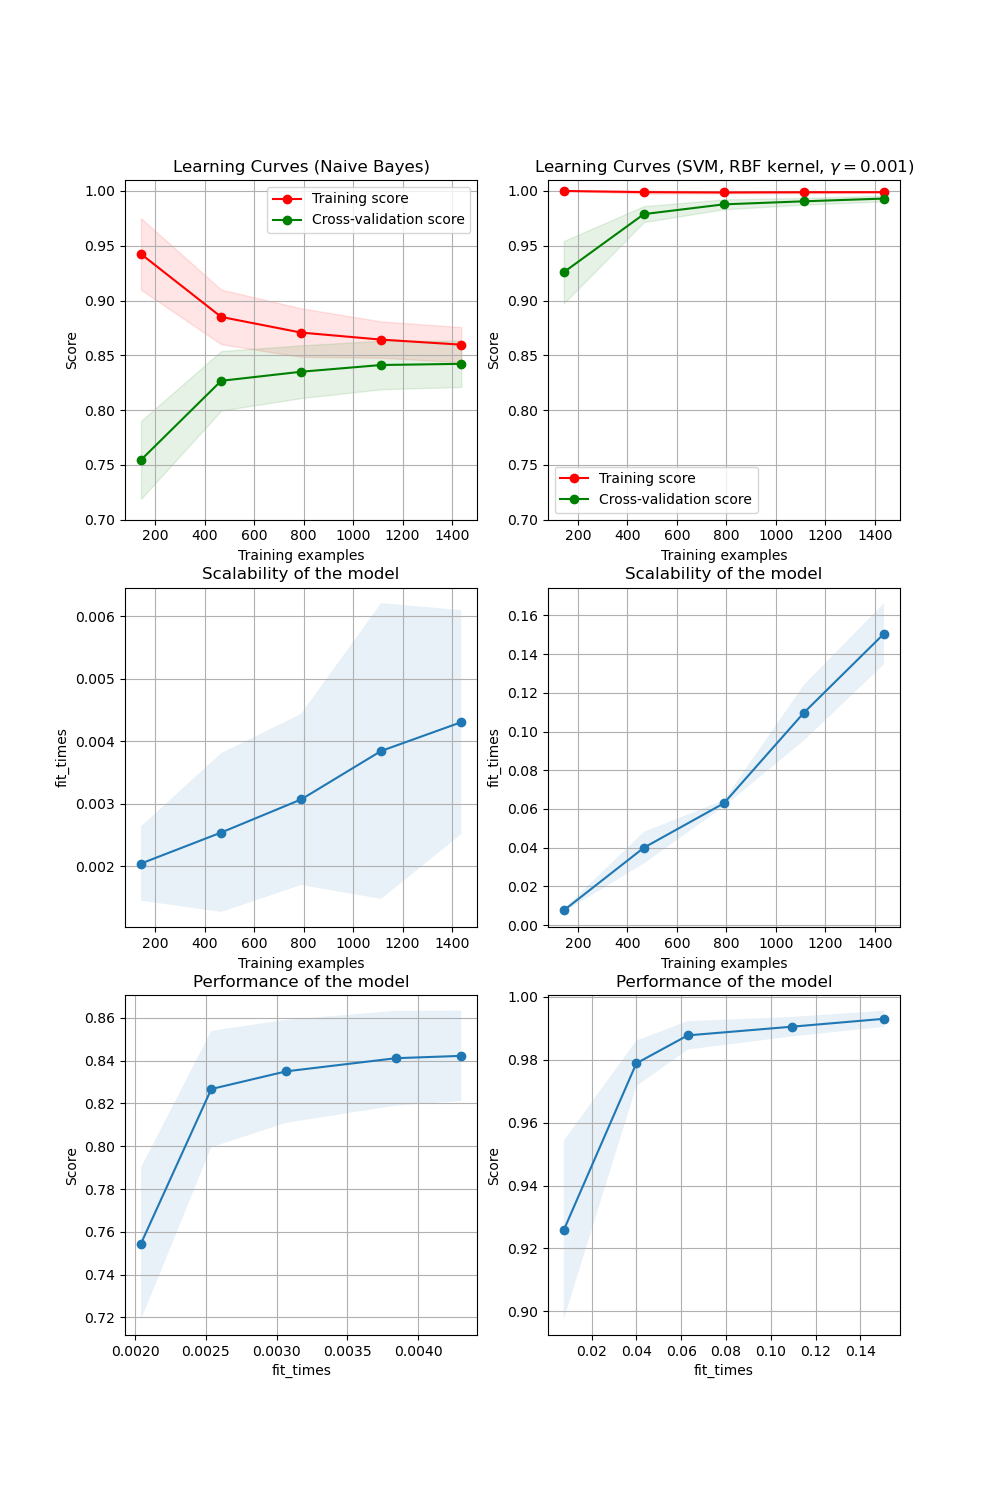 Learning Curves (Naive Bayes)
1.00
0.95
0.90
0.85
0.80
0.75
0.70
Score
Training score
Cross-validation score
200 400 600 800 1000 1200 1400
Training examples
Learning Curves (SVM, RBF kernel, γ = 0.001)
1.00
0.95
0.90
0.85
0.80
0.75
0.70
Score
Training score
Cross-validation score
200 400 600 800 1000 1200 1400
Training examples
Scalability of the model
0.006
0.005
0.004
0.003
0.002
fit_times
200 400 600 800 1000 1200 1400
Training examples
Scalability of the model
0.16
0.14
0.12
0.10
0.08
0.06
0.04
0.02
0.00
fit_times
200 400 600 800 1000 1200 1400
Training examples
Performance of the model
0.86
0.84
0.82
0.80
0.78
0.76
0.74
0.72
Score
0.0020 0.0025 0.0030 0.0035 0.0040
fit_times
Performance of the model
1.00
0.98
0.96
0.94
0.92
0.90
Score
0.02 0.04 0.06 0.08 0.10 0.12 0.14
fit_times